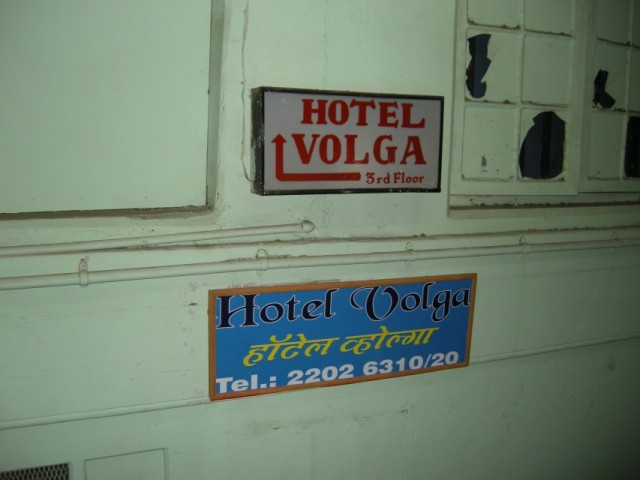 HOTEL
VOLGA
3rd Floor
Hotel Volga
हॉटेल व्होल्गा
Tel.: 2202 6310/20